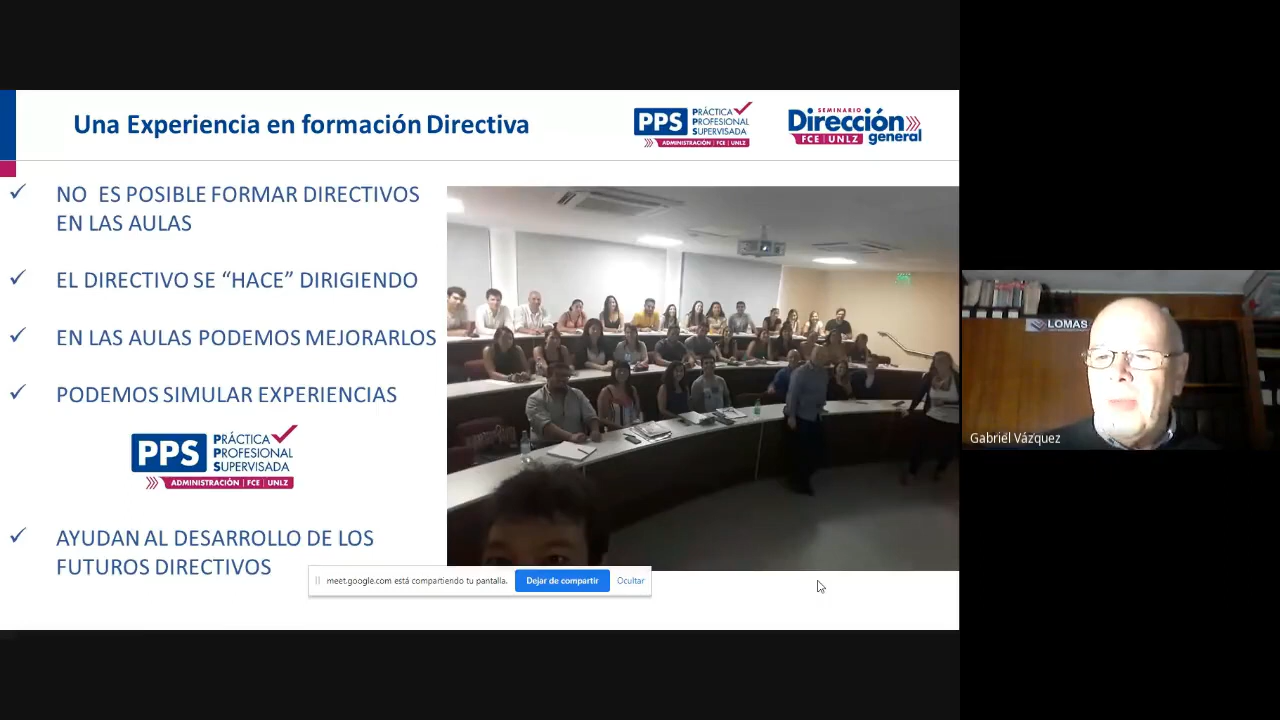 Una Experiencia en formación Directiva
PPS PRÁCTICA
PROFESIONAL
SUPERVISADA
ADMINISTRACIÓN | FCE | UNLZ
SEMINARIO
Dirección
general
FCE | UNLZ
NO ES POSIBLE FORMAR DIRECTIVOS
EN LAS AULAS
EL DIRECTIVO SE “HACE” DIRIGIENDO
EN LAS AULAS PODEMOS MEJORARLOS
PODEMOS SIMULAR EXPERIENCIAS
PPS PRÁCTICA
PROFESIONAL
SUPERVISADA
ADMINISTRACIÓN | FCE | UNLZ
AYUDAN AL DESARROLLO DE LOS
FUTUROS DIRECTIVOS
meet.google.com está compartiendo tu pantalla. Dejar de compartir Ocultar
LOMAS
Gabriel Vázquez